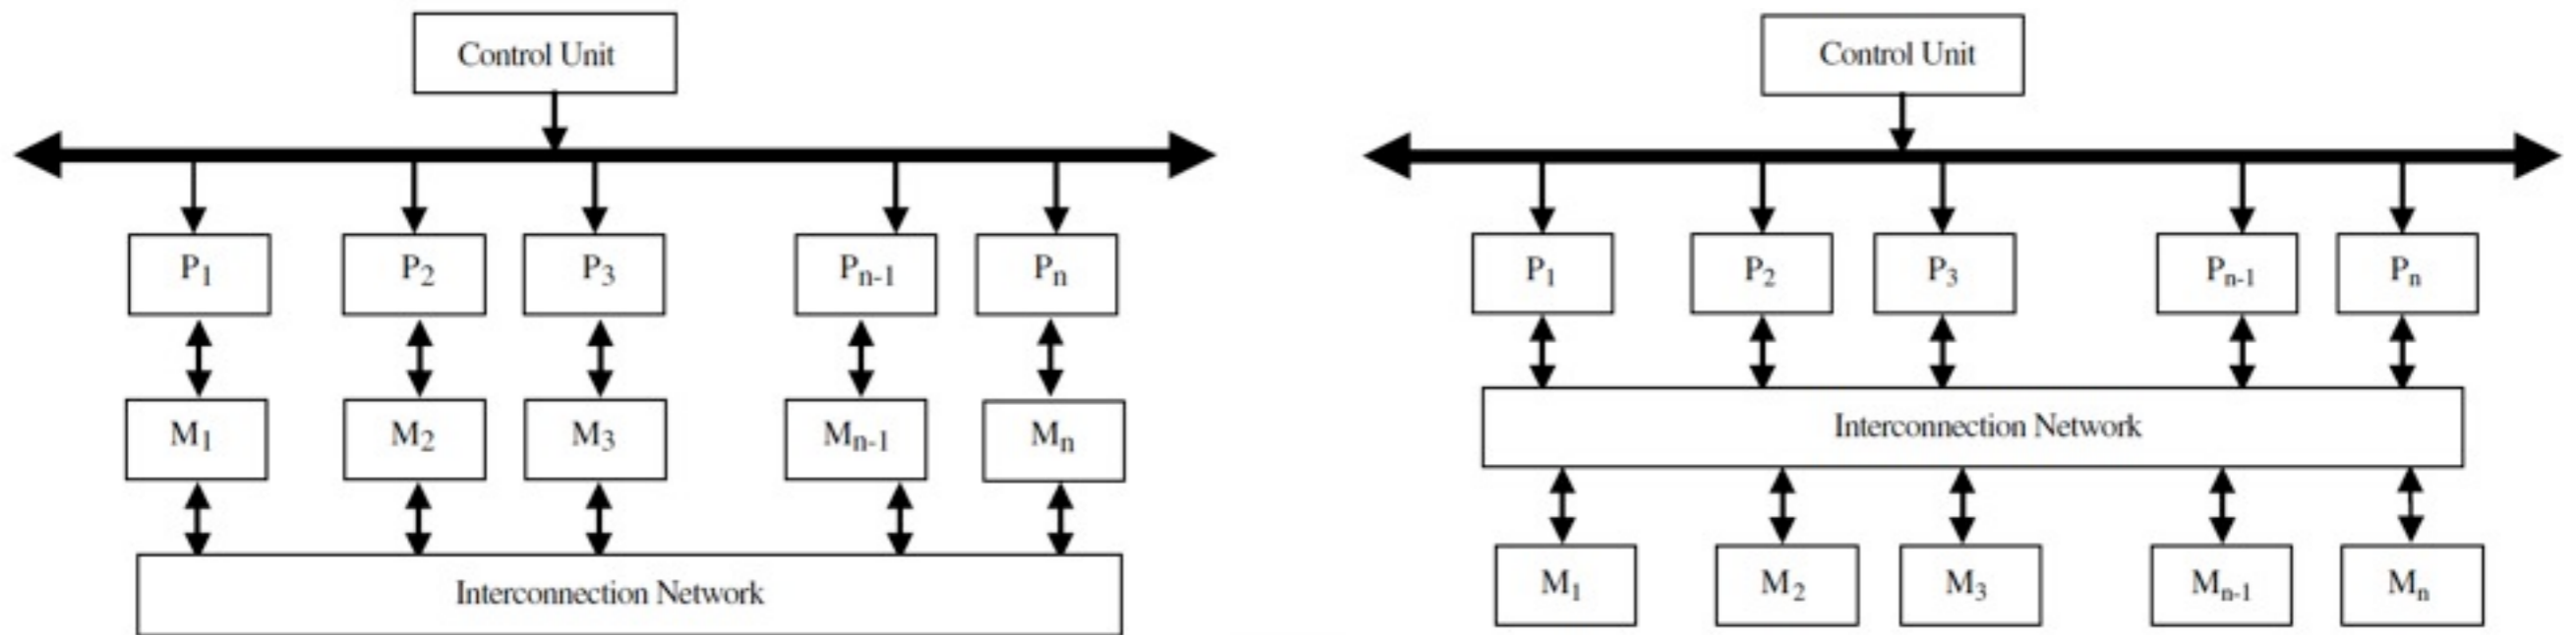 Control Unit
P1 P2 P3 Pn-1 Pn
M1 M2 M3 Mn-1 Mn
Interconnection Network
Control Unit
P1 P2 P3 Pn-1 Pn
Interconnection Network
M1 M2 M3 Mn-1 Mn